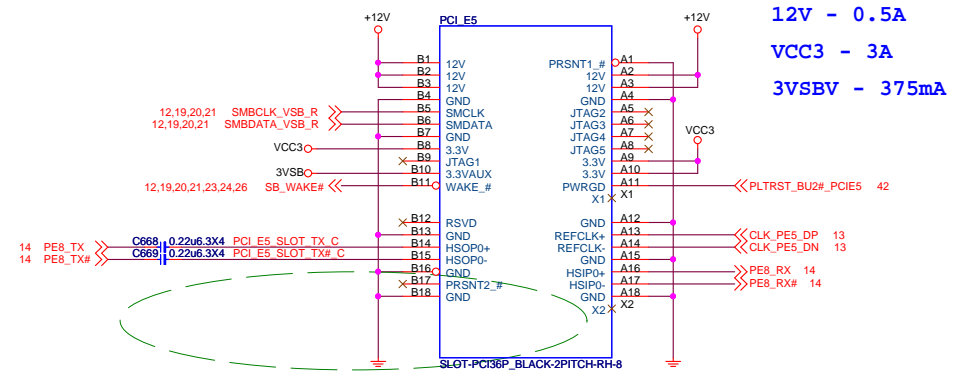 12V - 0.5A
VCC3 - 3A
3VSBV - 375mA
+12V
PCI_E5
+12V
B1 12V PRSNT1_# A1
B2 12V 12V A2
B3 12V 12V A3
B4 GND GND A4
12,19,20,21 SMBCLK_VSB_R B5 SMCLK JTAG2 A5
12,19,20,21 SMBDATA_VSB_R B6 SMDATA JTAG3 A6
B7 GND JTAG4 A7
VCC3 B8 3.3V JTAG5 A8
VCC3
B9 JTAG1 3.3V A9
3VSB B10 3.3VAUX 3.3V A10
12,19,20,21,23,24,26 SB_WAKE# B11 WAKE_# PWRGD A11 PLTRST_BU2#_PCIE5 42
X1 X1
B12 RSVD GND A12
B13 GND REFCLK+ A13 CLK_PE5_DP 13
14 PE8_TX C668 0.22u6.3X4 PCI_E5_SLOT_TX_C B14 HSOP0+ REFCLK- A14 CLK_PE5_DN 13
14 PE8_TX# C669 0.22u6.3X4 PCI_E5_SLOT_TX#_C B15 HSOP0- GND A15
B16 GND HSIP0+ A16 PE8_RX 14
B17 PRSNT2_# HSIP0- A17 PE8_RX# 14
B18 GND GND A18
X2 X2
SLOT-PCI36P_BLACK-2PITCH-RH-8